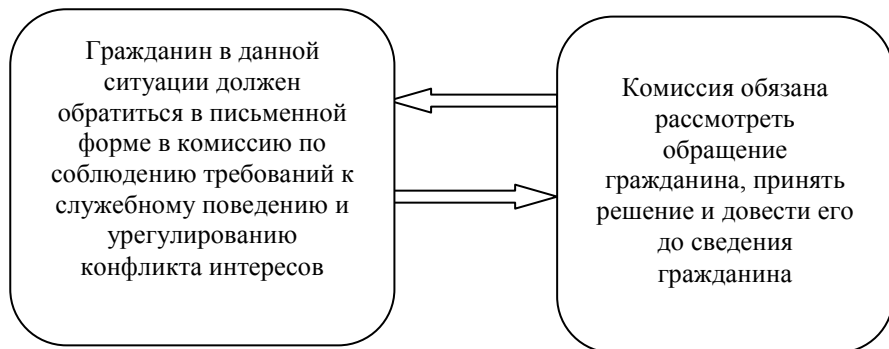 Гражданин в данной
ситуации должен
обратиться в письменной
форме в комиссию по
соблюдению требований к
служебному поведению и
урегулированию
конфликта интересов
Комиссия обязана
рассмотреть
обращение
гражданина, принять
решение и довести его
до сведения
гражданина